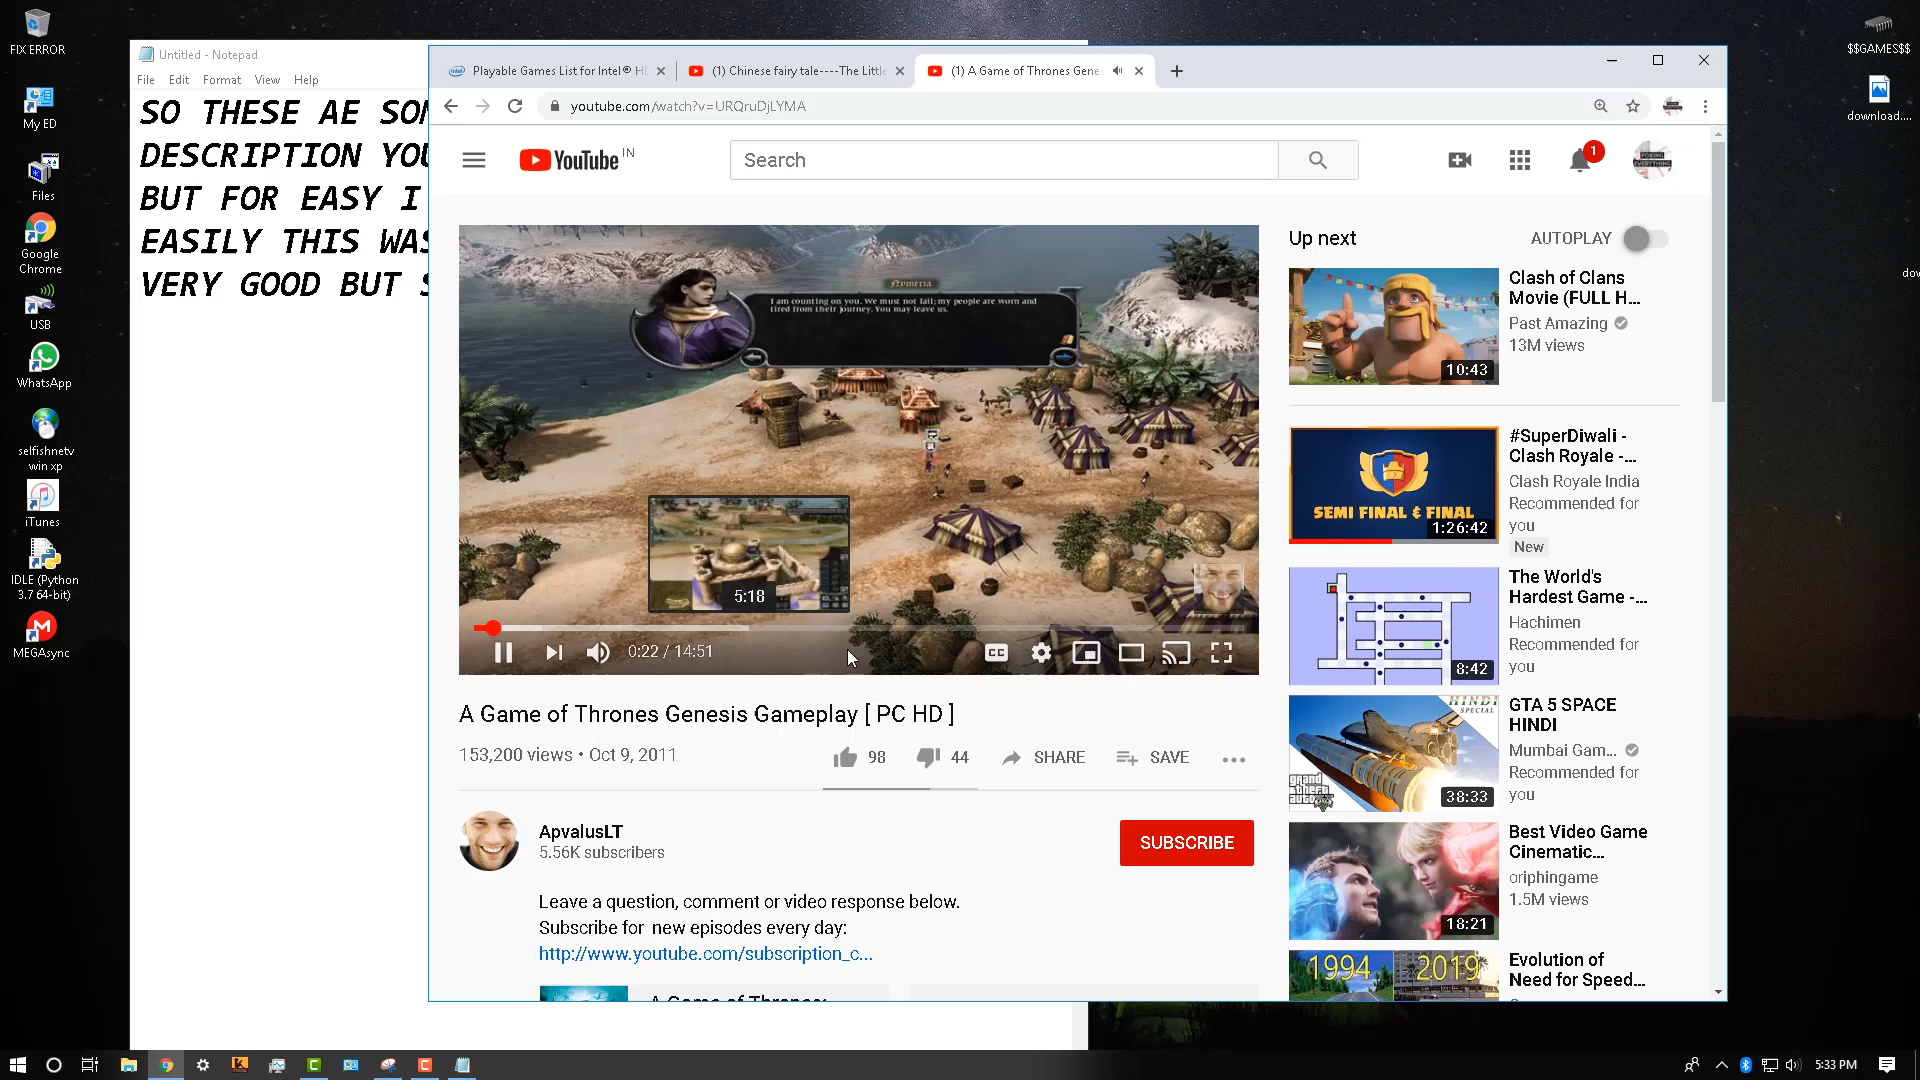 FIX ERROR
My ED
Files
Google
Chrome
USB
WhatsApp
selfishnetv
win xp
iTunes
IDLE (Python
3.7 64-bit)
MEGAsync
Untitled - Notepad
File Edit Format View Help
SO THESE AE
DESCRIPTION
BUT FOR EASY I
EASILY THIS
VERY GOOD BUT
Playable Games List for Intel®
(1) Chinese fairy tale----The Little
(1) A Game of Thrones
youtube.com/watch?v=URQruDjLYMA
YouTube IN
Search
1
Nymeria
I am counting on you. We must not fail; my people are worn and
tired from their journey. You may leave us.
5:18
0:22 / 14:51
CC
A Game of Thrones Genesis Gameplay [ PC HD ]
153,200 views • Oct 9, 2011
98
44
SHARE
SAVE
ApvalusLT
5.56K subscribers
SUBSCRIBE
Leave a question, comment or video response below.
Subscribe for new episodes every day:
http://www.youtube.com/subscription_c...
A Game of Thrones:
Up next
AUTOPLAY
10:43
Clash of Clans
Movie (FULL H...
Past Amazing
13M views
SEMI FINAL & FINAL
1:26:42
#SuperDiwali -
Clash Royale -...
Clash Royale India
Recommended for
you
New
8:42
The World's
Hardest Game -...
Hachimen
Recommended for
you
HINDI
SPECIAL
grand
theft
auto
38:33
GTA 5 SPACE
HINDI
Mumbai Gam...
Recommended for
you
18:21
Best Video Game
Cinematic...
oriphingame
1.5M views
1994 2019
Evolution of
Need for Speed...
$$GAMES$$
download....
5:33 PM